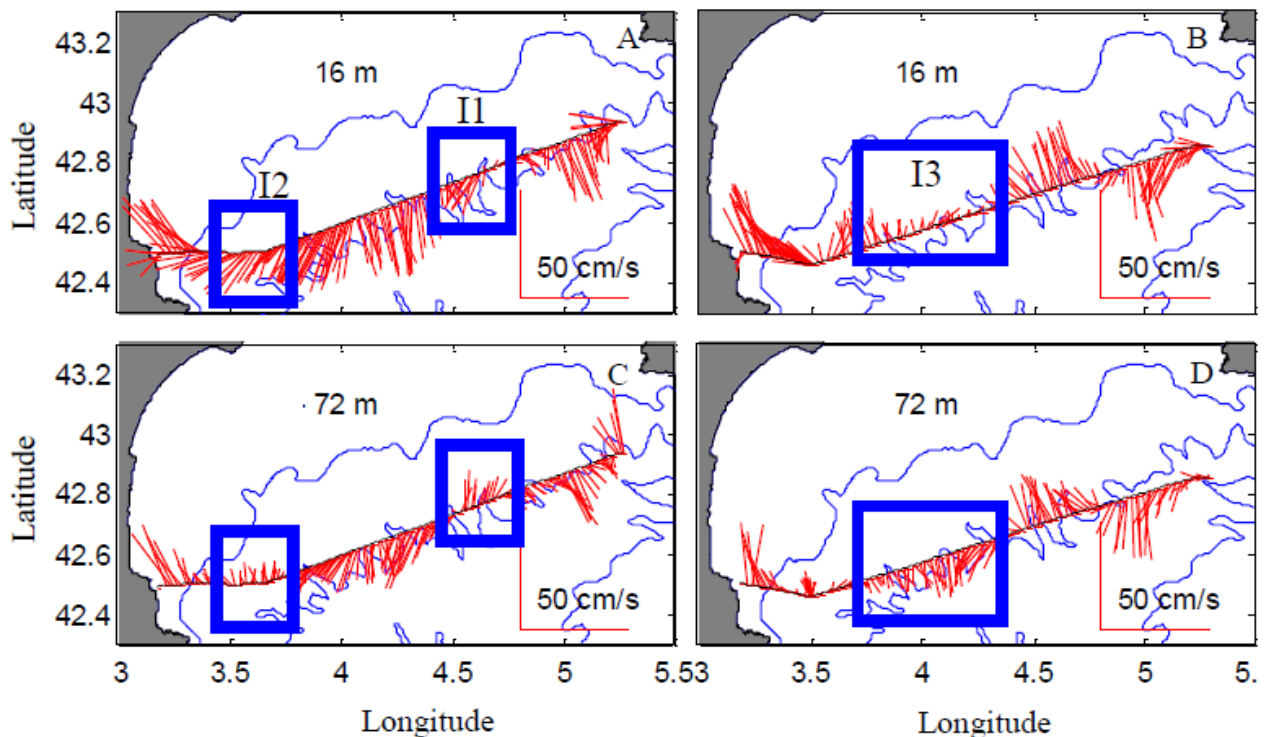 A
B
16 m
16 m
I1
I2
I3
43.2
43
42.8
42.6
42.4
Latitude
50 cm/s
50 cm/s
C
D
72 m
72 m
43.2
43
42.8
42.6
42.4
Latitude
50 cm/s
50 cm/s
3 3.5 4 4.5 5 5.53 3.5 4 4.5 5 5.
Longitude
Longitude